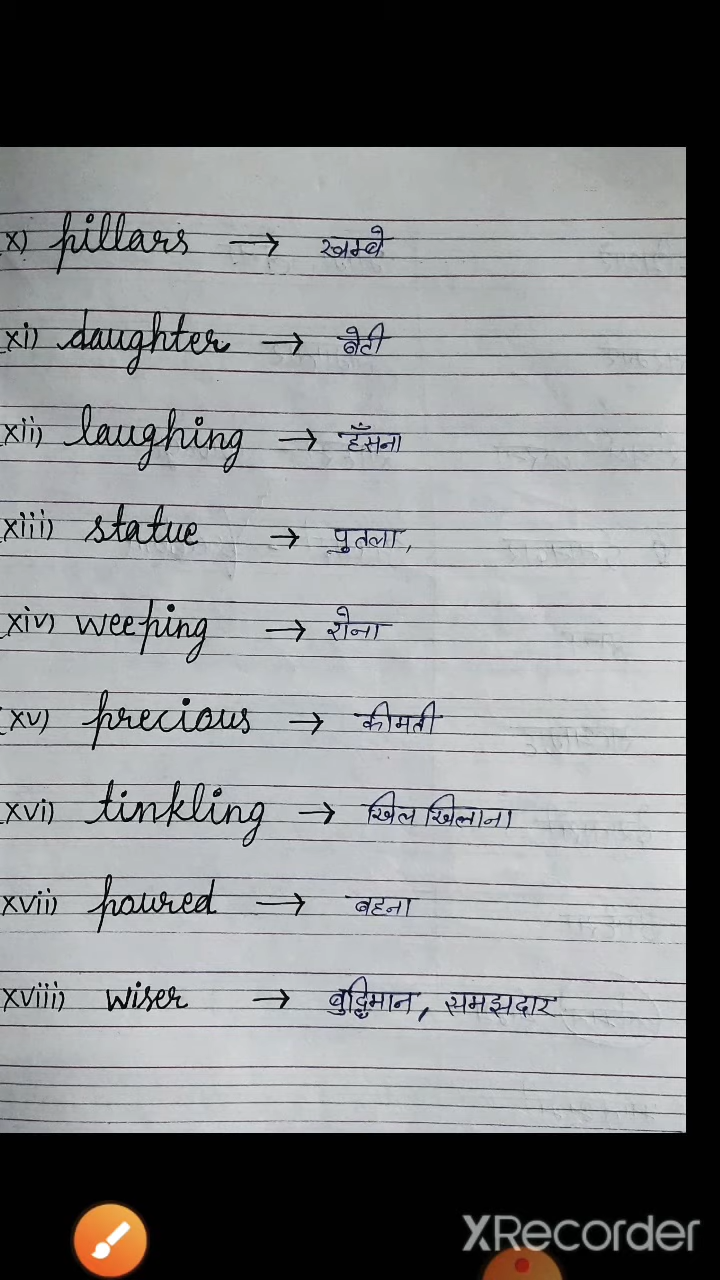 x) pillars → खम्बे
xi) daughter → बेटी
xii) laughing → हँसना
xiii) statue → पुतला,
xiv) weeping → रोना
xv) precious → कीमती
xvi) tinkling → खिल खिलाना
xvii) poured → बहना
xviii) wiser → बुद्धिमान, समझदार
XRecorder